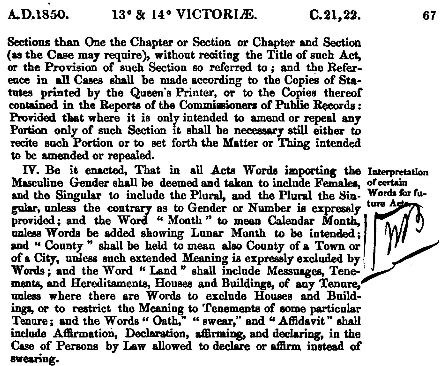 A.D.1850. 13° & 14° VICTORIÆ. C.21,22. 67
Sections than One the Chapter or Section or Chapter and Section
(as the Case may require), without reciting the Title of such Act,
or the Provision of such Section so referred to; and the Refer-
ence in all Cases shall be made according to the Copies of Sta-
tutes printed by the Queen's Printer, or to the Copies thereof
contained in the Reports of the Commissioners of Public Records:
Provided that where it is only intended to amend or repeal any
Portion only of such Section it shall be necessary still either to
recite such Portion or to set forth the Matter or Thing intended
to be amended or repealed.
IV. Be it enacted, That in all Acts Words importing the
Masculine Gender shall be deemed and taken to include Females,
and the Singular to include the Plural, and the Plural the Sin-
gular, unless the contrary as to Gender or Number is expressly
provided; and the Word "Month" to mean Calendar Month,
unless Words be added showing Lunar Month to be intended;
and "County" shall be held to mean also County of a Town or
of a City, unless such extended Meaning is expressly excluded by
Words; and the Word "Land" shall include Messuages, Tene-
ments, and Hereditaments, Houses and Buildings, of any Tenure,
unless where there are Words to exclude Houses and Build-
ings, or to restrict the Meaning to Tenements of some particular
Tenure; and the Words "Oath," "swear," and "Affidavit" shall
include Affirmation, Declaration, affirming, and declaring, in the
Case of Persons by Law allowed to declare or affirm instead of
swearing.
Interpretation
of certain
Words for fu-
ture Acts.